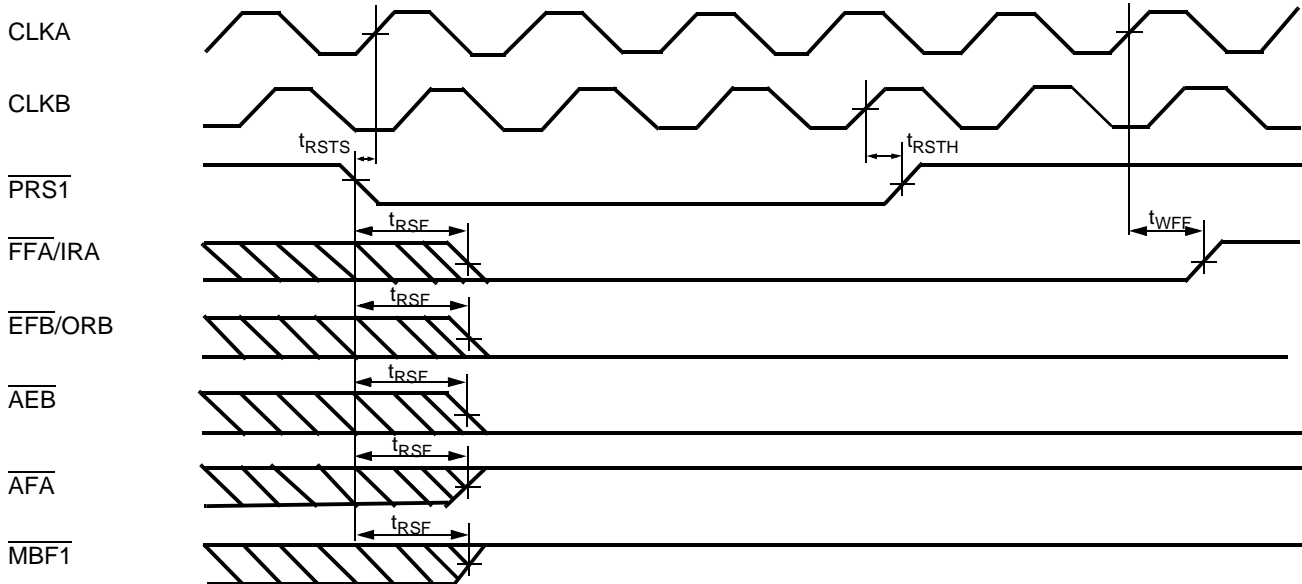 CLKA
CLKB
tRSTS
tRSTH
PRS1
tRSF
tWFF
FFA/IRA
tRSF
EFB/ORB
tRSF
AEB
tRSF
AFA
tRSF
MBF1